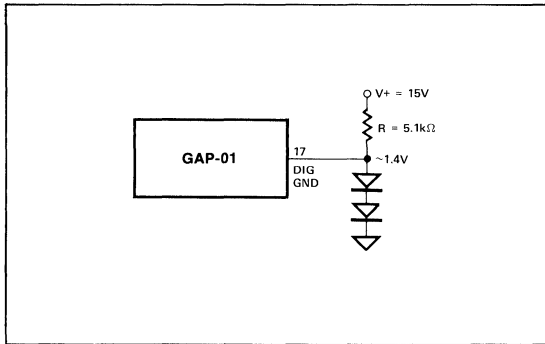 V+ = 15V
R = 5.1kΩ
GAP-01
17
~1.4V
DIG
GND